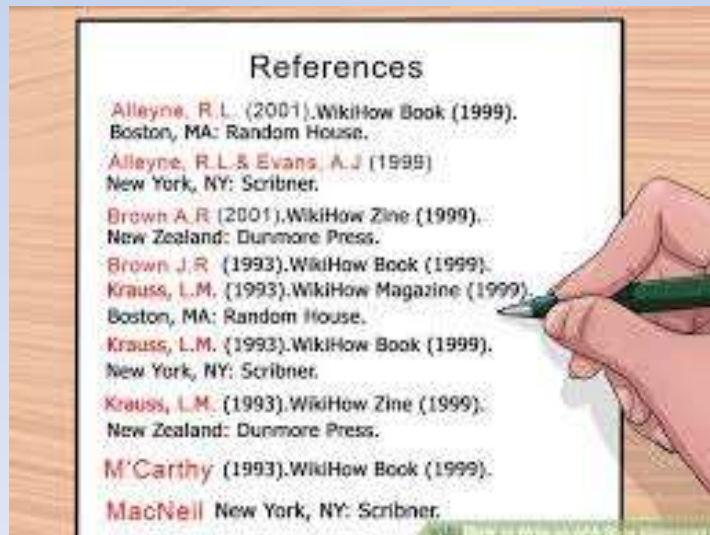 References
Alleyne, R.L. (2001).WikiHow Book (1999).
Boston, MA: Random House.
Alleyne, R.L.& Evans, A.J (1999)
New York, NY: Scribner.
Brown A.R (2001).WikiHow Zine (1999).
New Zealand: Dunmore Press.
Brown J.R (1993).WikiHow Book (1999).
Krauss, L.M. (1993).WikiHow Magazine (1999).
Boston, MA: Random House.
Krauss, L.M. (1993).WikiHow Book (1999).
New York, NY: Scribner.
Krauss, L.M. (1993).WikiHow Zine (1999).
New Zealand: Dunmore Press.
M'Carthy (1993).WikiHow Book (1999).
MacNeil New York, NY: Scribner.